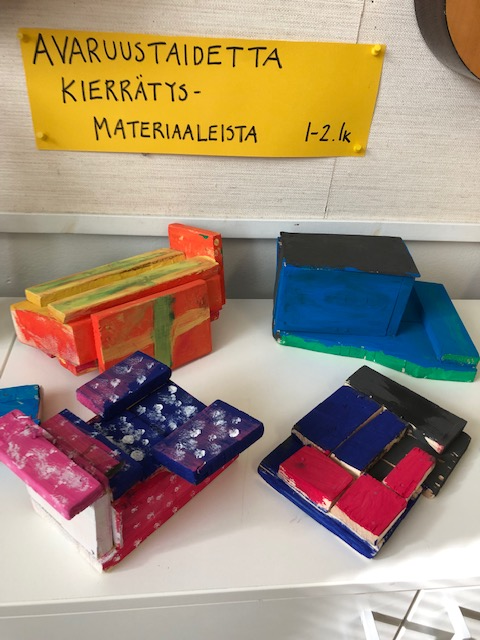 AVARUUSTAIDETTA
KIERRÄTYS-
MATERIAALEISTA 1-2.lk